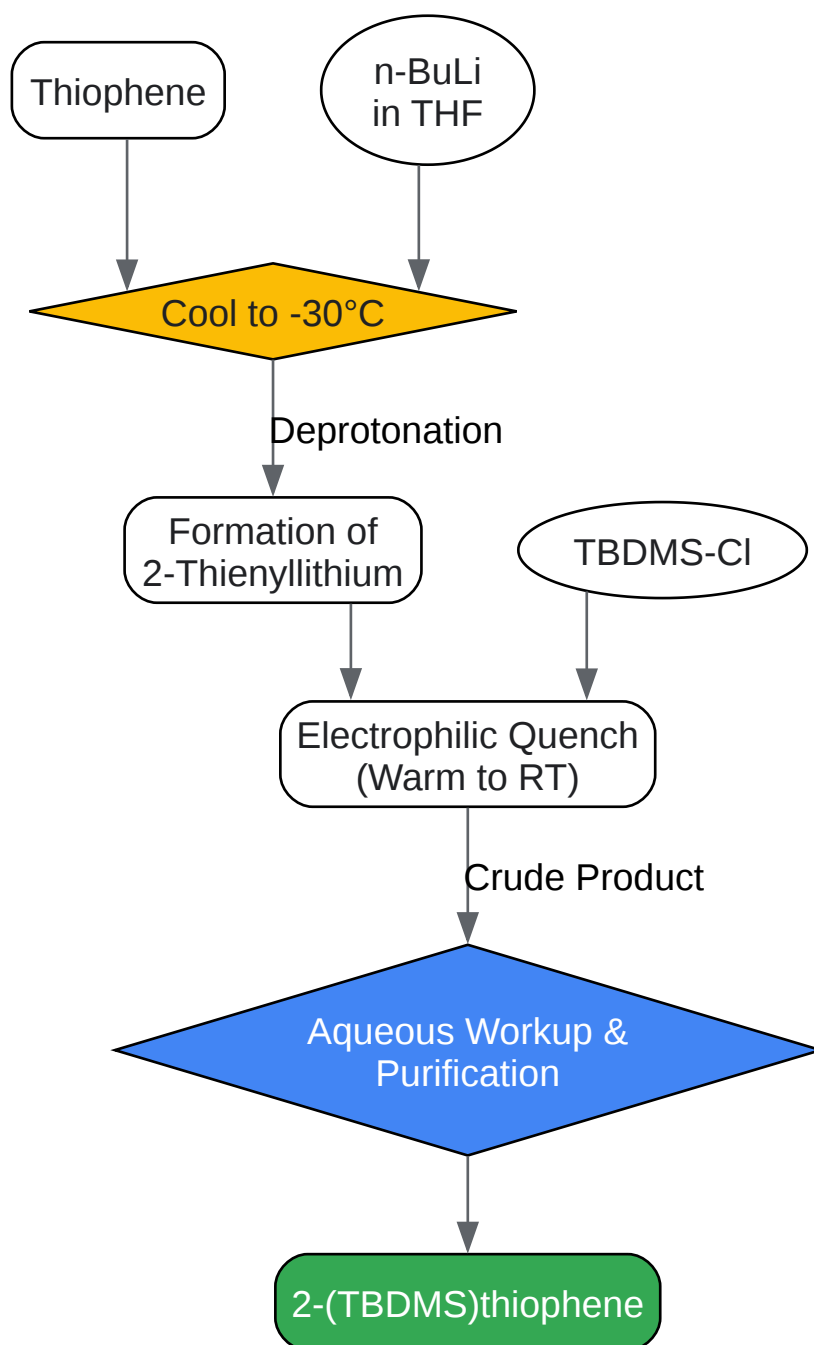 Thiophene
n-BuLi
in THF
Cool to -30°C
Deprotonation
Formation of
2-Thienyllithium
TBDMS-Cl
Electrophilic Quench
(Warm to RT)
Crude Product
Aqueous Workup &
Purification
2-(TBDMS)thiophene